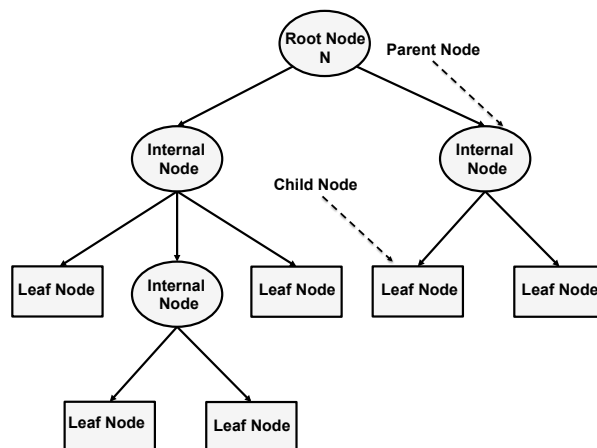 Root Node
N
Parent Node
Internal
Node
Internal
Node
Child Node
Leaf Node
Internal
Node
Leaf Node
Leaf Node
Leaf Node
Leaf Node
Leaf Node